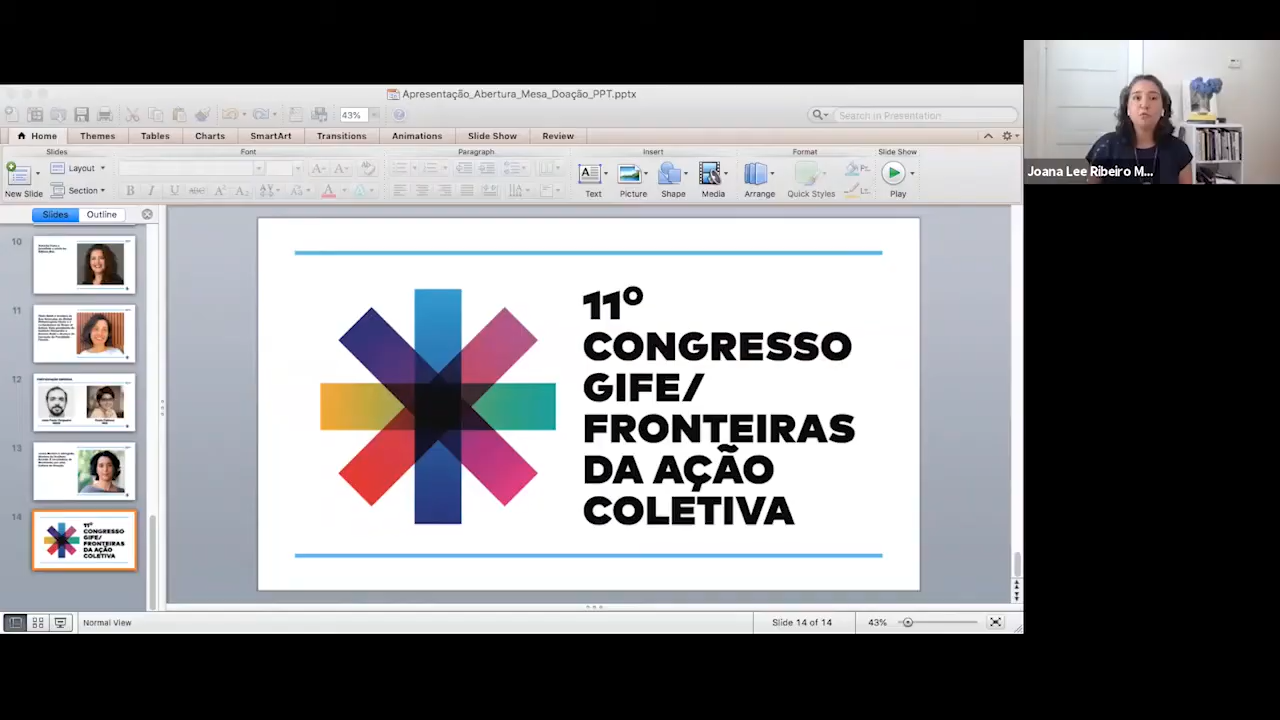 Apresentação_Abertura_Mesa_Doação_PPT.pptx
43%
Search in Presentation
Home Themes Tables Charts SmartArt Transitions Animations Slide Show Review
Slides Font Paragraph Insert Format Slide Show
New Slide
Layout
Section
Text Picture Shape Media Arrange Quick Styles Play
Slides Outline
10
11
12
13
14
11º
CONGRESSO
GIFE/
FRONTEIRAS
DA AÇÃO
COLETIVA
11º
CONGRESSO
GIFE/
FRONTEIRAS
DA AÇÃO
COLETIVA
Normal View
Slide 14 of 14
43%
Joana Lee Ribeiro M...